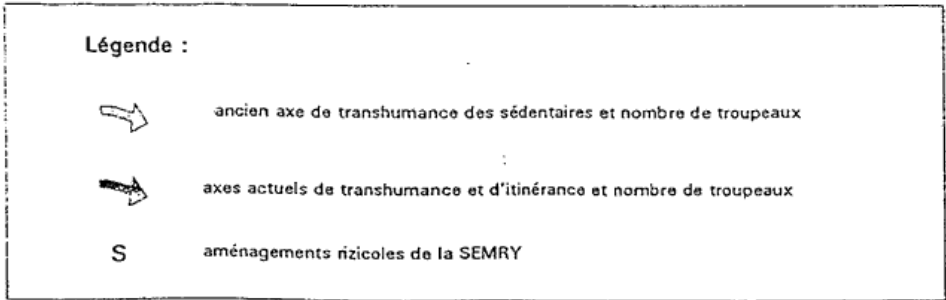 Légende :
ancien axe de transhumance des sédentaires et nombre de troupeaux
axes actuels de transhumance et d'itinérance et nombre de troupeaux
S aménagements rizicoles de la SEMRY